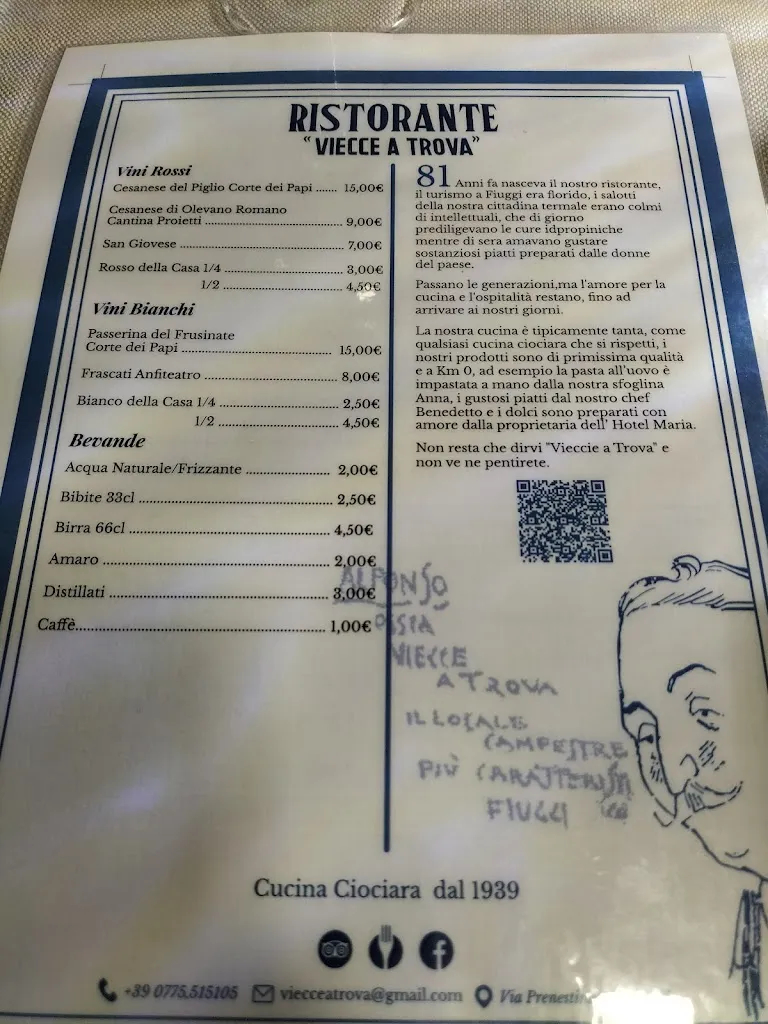 RISTORANTE
"VIECCE A TROVA"
Vini Rossi
Cesanese del Piglio Corte dei Papi ...... 15,00€
Cesanese di Olevano Romano
Cantina Proietti ........ 9,00€
San Giovese ........ 7,00€
Rosso della Casa 1/4 ........ 3,00€
1/2 ........ 4,50€
Vini Bianchi
Passerina del Frusinate
Corte dei Papi ........ 15,00€
Frascati Anfiteatro ........ 8,00€
Bianco della Casa 1/4 ........ 2,50€
1/2 ........ 4,50€
Bevande
Acqua Naturale/Frizzante ........ 2,00€
Bibite 33cl ........ 2,50€
Birra 66cl ........ 4,50€
Amaro ........ 2,00€
Distillati ........ 3,00€
Caffè........ 1,00€
81 Anni fa nasceva il nostro ristorante,
il turismo a Fiuggi era florido, i salotti
della nostra cittadina termale erano colmi
di intellettuali, che di giorno
prediligevano le cure idpropiniche
mentre di sera amavano gustare
sostanziosi piatti preparati dalle donne
del paese.
Passano le generazioni,ma l'amore per la
cucina e l'ospitalità restano, fino ad
arrivare ai nostri giorni.
La nostra cucina è tipicamente tanta, come
qualsiasi cucina ciociara che si rispetti, i
nostri prodotti sono di primissima qualità
e a Km 0, ad esempio la pasta all'uovo è
impastata a mano dalla nostra sfoglina
Anna, i gustosi piatti dal nostro chef
Benedetto e i dolci sono preparati con
amore dalla proprietaria dell' Hotel Maria.
Non resta che dirvi "Vieccie a Trova" e
non ve ne pentirete.
ALFONSO
OSSIA
VIECCE
A TROVA
IL LOCALE
CAMPESTRE
PIÙ
FIUGGI
Cucina Ciociara dal 1939
+39 0775.515105 viecceatrova@gmail.com Via